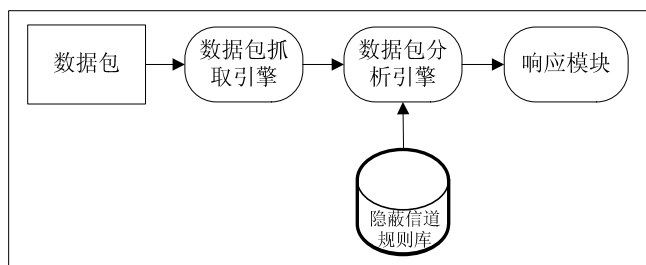 数据包
数据包抓
取引擎
数据包分
析引擎
响应模块
隐蔽信道
规则库